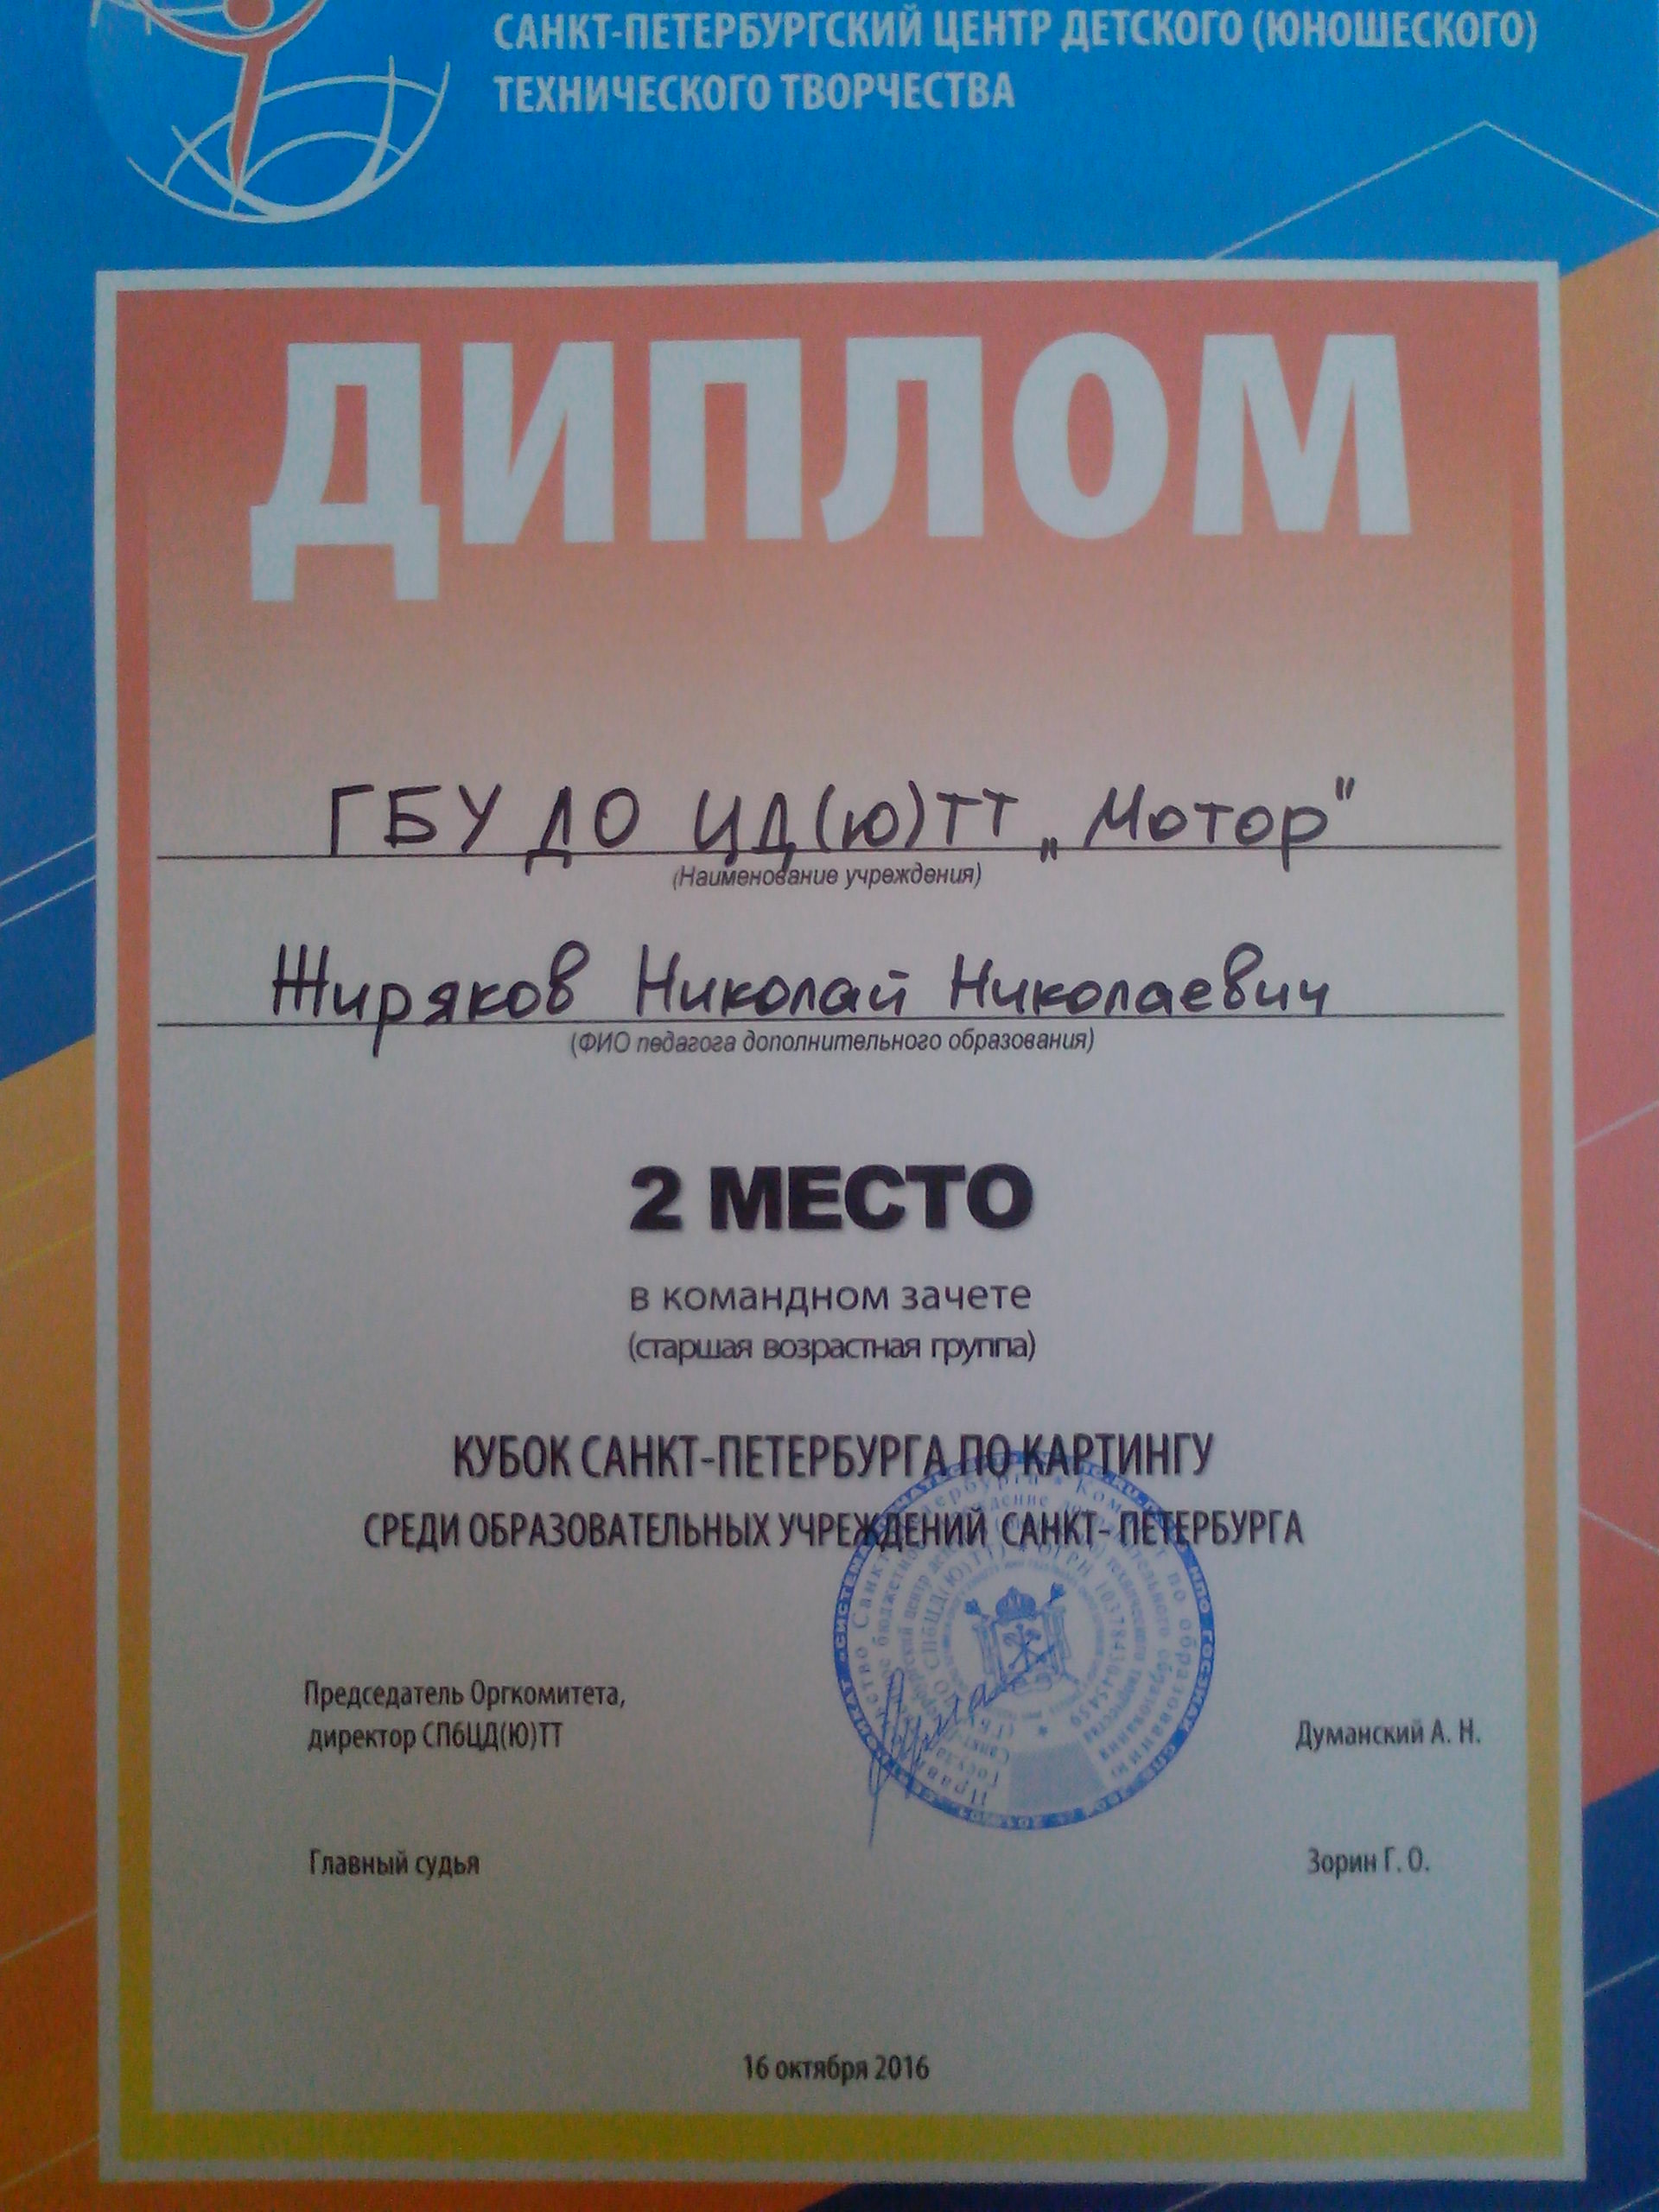 САНКТ-ПЕТЕРБУРГСКИЙ ЦЕНТР ДЕТСКОГО (ЮНОШЕСКОГО)
ТЕХНИЧЕСКОГО ТВОРЧЕСТВА
ДИПЛОМ
ГБУ ДО ЦД(ю)ТТ „Мотор"
(Наименование учреждения)
Жиряков Николай Николаевич
(ФИО педагога дополнительного образования)
2 МЕСТО
в командном зачете
(старшая возрастная группа)
КУБОК САНКТ-ПЕТЕРБУРГА ПО КАРТИНГУ
СРЕДИ ОБРАЗОВАТЕЛЬНЫХ УЧРЕЖДЕНИЙ САНКТ- ПЕТЕРБУРГА
Председатель Оргкомитета,
директор СПбЦД(Ю)ТТ
Думанский А. Н.
Главный судья
Зорин Г. О.
16 октября 2016